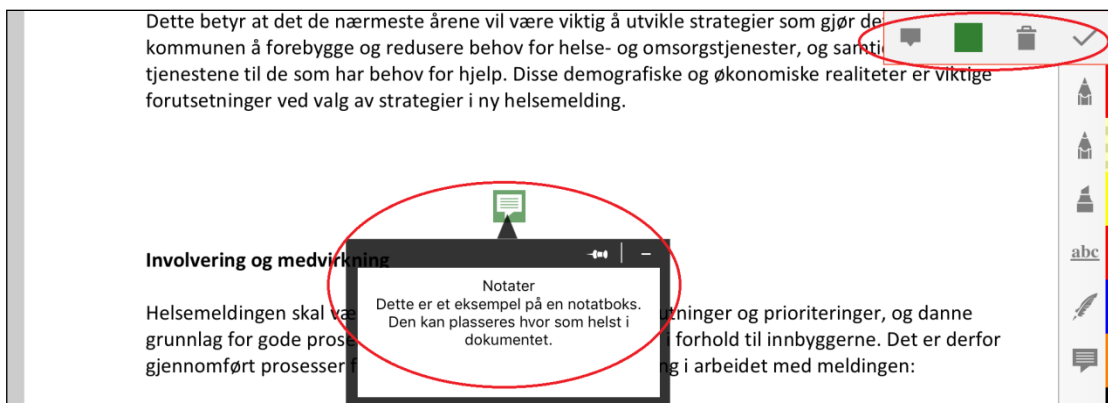 Dette betyr at det de nærmeste årene vil være viktig å utvikle strategier som gjør de
kommunen å forebygge og redusere behov for helse- og omsorgstjenester, og samti
tjenestene til de som har behov for hjelp. Disse demografiske og økonomiske realiteter er viktige
forutsetninger ved valg av strategier i ny helsemelding.
Involvering og medvirkning
Notater
Dette er et eksempel på en notatboks.
Den kan plasseres hvor som helst i
dokumentet.
Helsemeldingen skal væ utninger og prioriteringer, og danne
grunnlag for gode prose i forhold til innbyggerne. Det er derfor
gjennomført prosesser f ng i arbeidet med meldingen:
abc